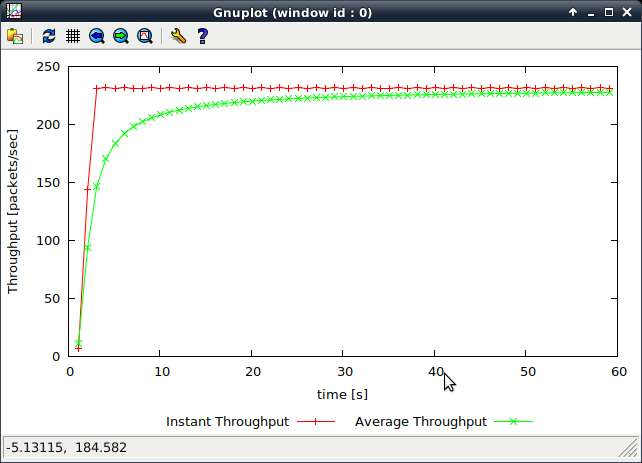 Gnuplot (window id : 0)
250
200
150
100
50
0
Throughput [packets/sec]
0 10 20 30 40 50 60
time [s]
Instant Throughput Average Throughput
-5.13115, 184.582